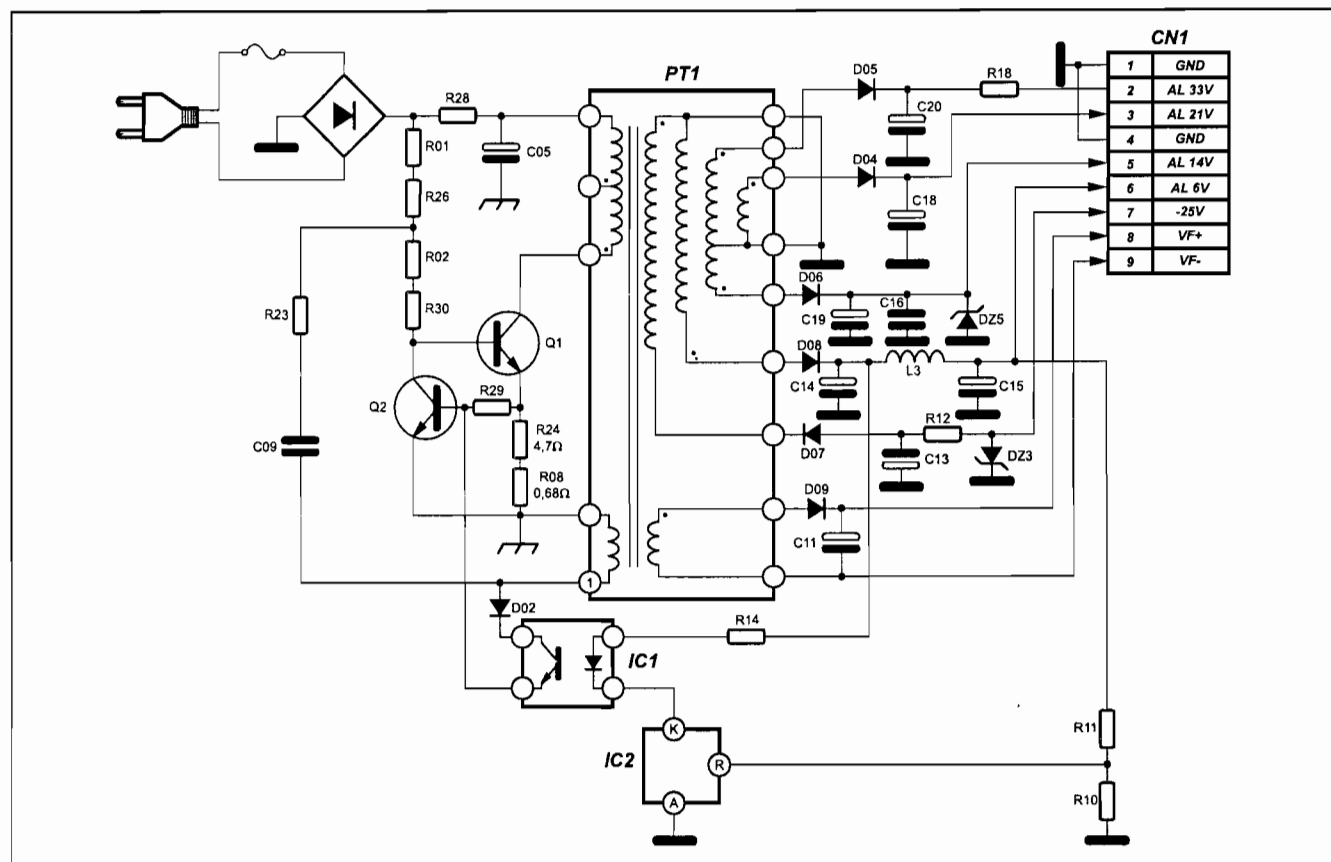 CN1
1 GND
2 AL 33V
3 AL 21V
4 GND
5 AL 14V
6 AL 6V
7 -25V
8 VF+
9 VF-
PT1
D05
R18
C20
R28
R01
C05
D04
R26
C18
R02
D06
R30
C19
C16
DZ5
R23
Q1
D08
L3
C14
C15
Q2
R29
R12
R24
4,7Ω
D07
C13
DZ3
C09
R08
0,68Ω
D09
C11
1
D02
R14
IC1
R11
K
IC2
R
R10
A